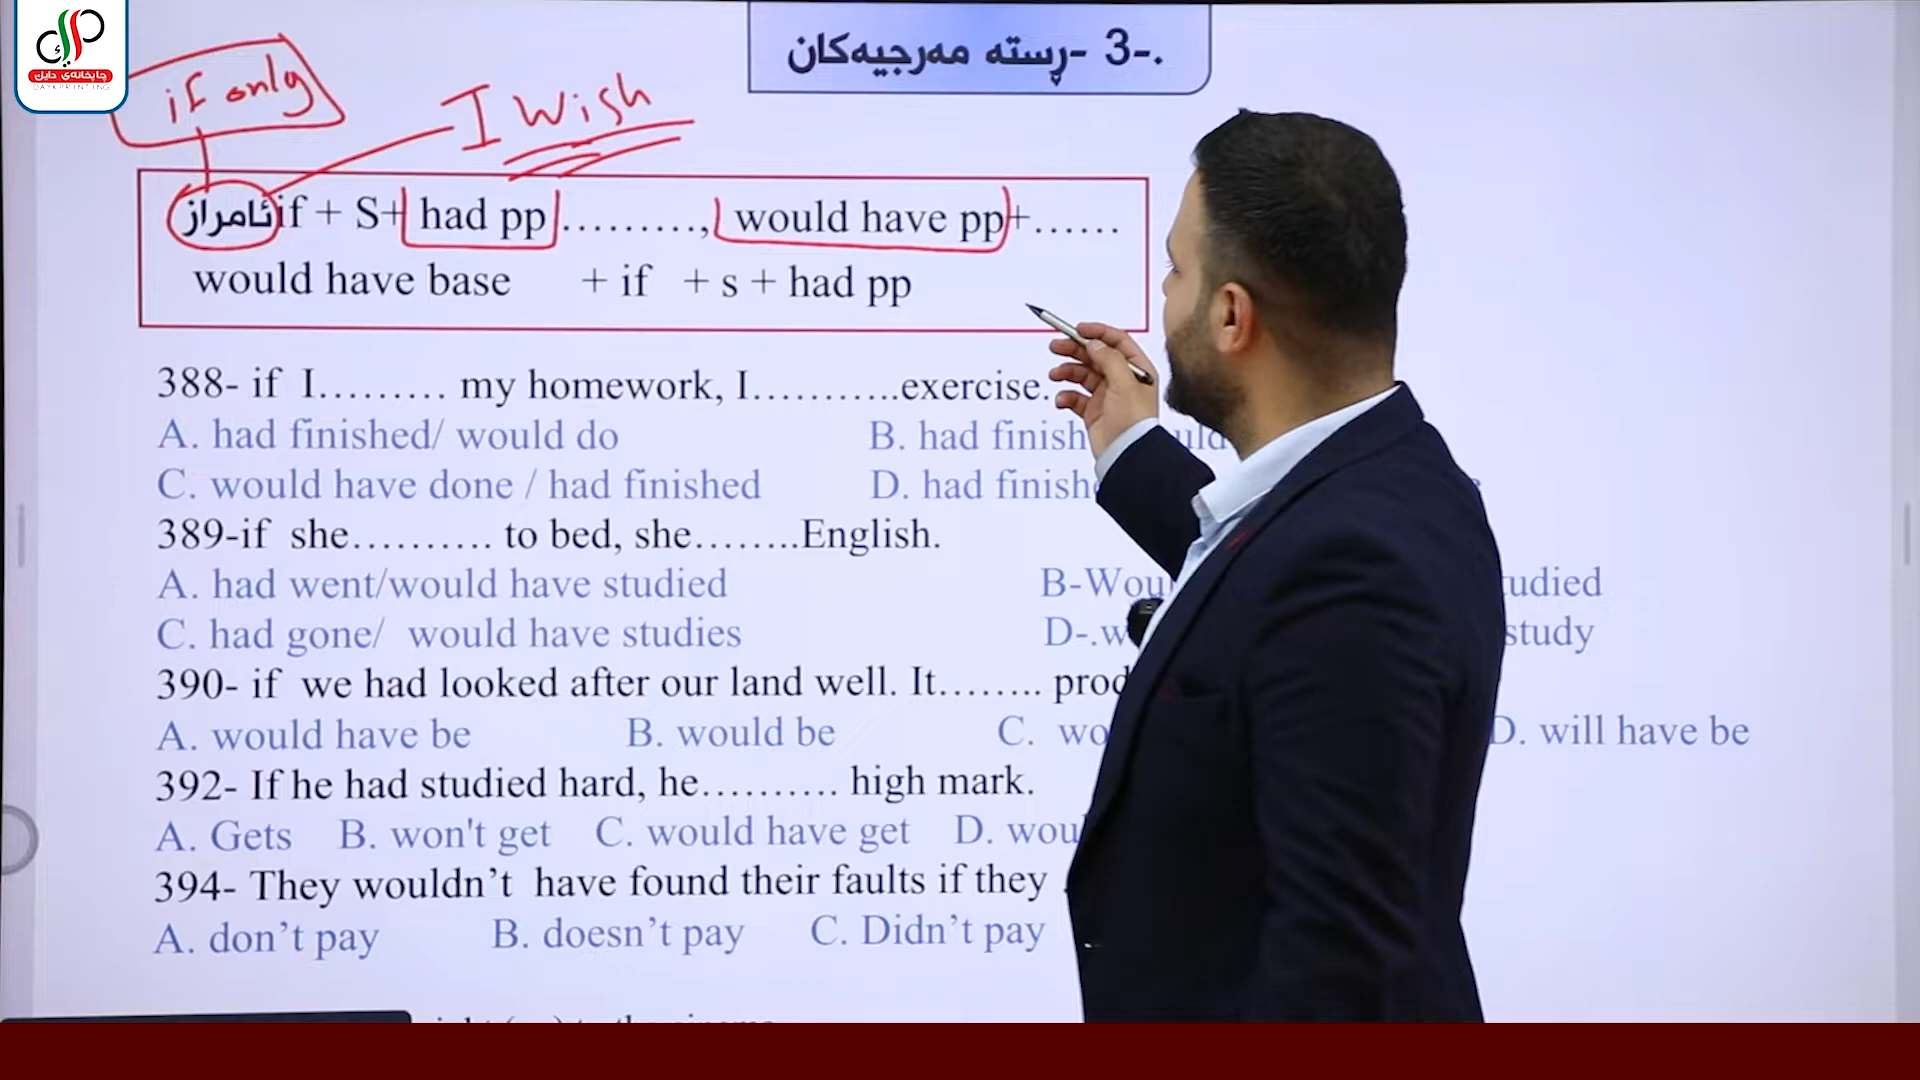 چاپخانەی دایک
DAYK PRINTING
3- -ڕستە مەرجیەکان.
if only
I wish
ئامراز if + S+ had pp ........., would have pp+......
would have base + if + s + had pp
388- if I......... my homework, I...........exercise.
A. had finished/ would do B. had finish
C. would have done / had finished D. had finish
389-if she.......... to bed, she........English.
A. had went/would have studied B-Wou tudied
C. had gone/ would have studies D-.w study
390- if we had looked after our land well. It........ prod
A. would have be B. would be C. wo D. will have be
392- If he had studied hard, he.......... high mark.
A. Gets B. won't get C. would have get D. wou
394- They wouldn’t have found their faults if they
A. don’t pay B. doesn’t pay C. Didn’t pay